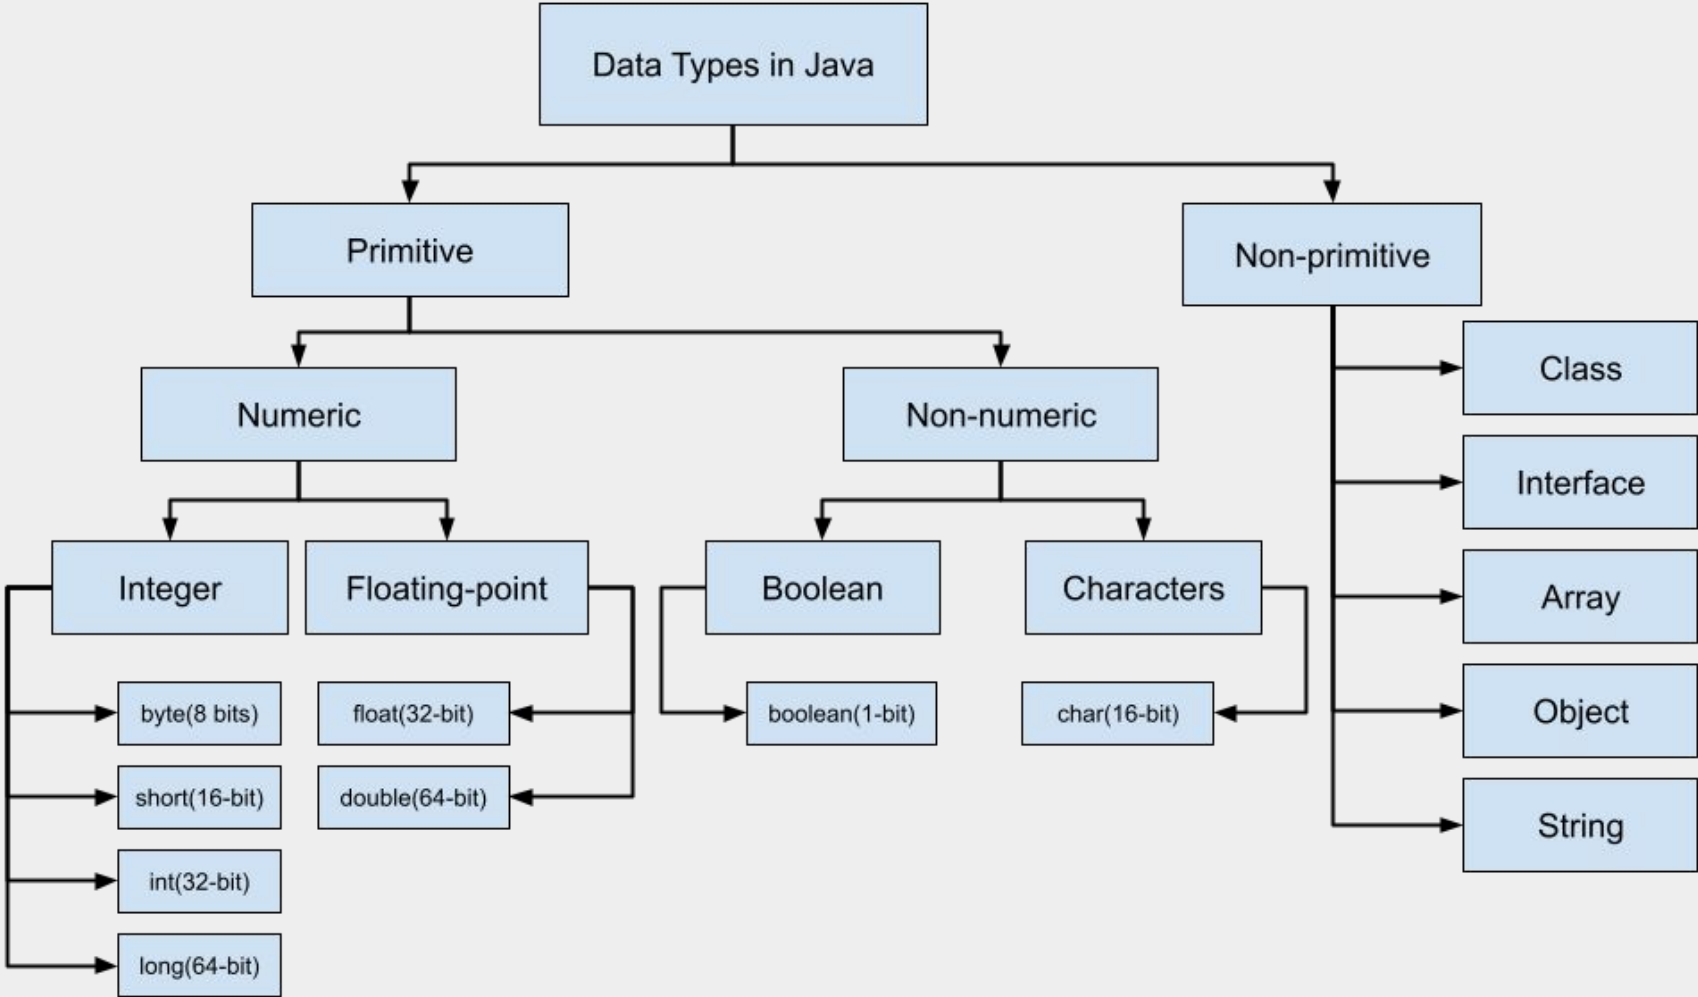 Data Types in Java
Primitive
Non-primitive
Numeric
Non-numeric
Class
Interface
Integer
Floating-point
Boolean
Characters
Array
byte(8 bits)
float(32-bit)
boolean(1-bit)
char(16-bit)
Object
short(16-bit)
double(64-bit)
String
int(32-bit)
long(64-bit)